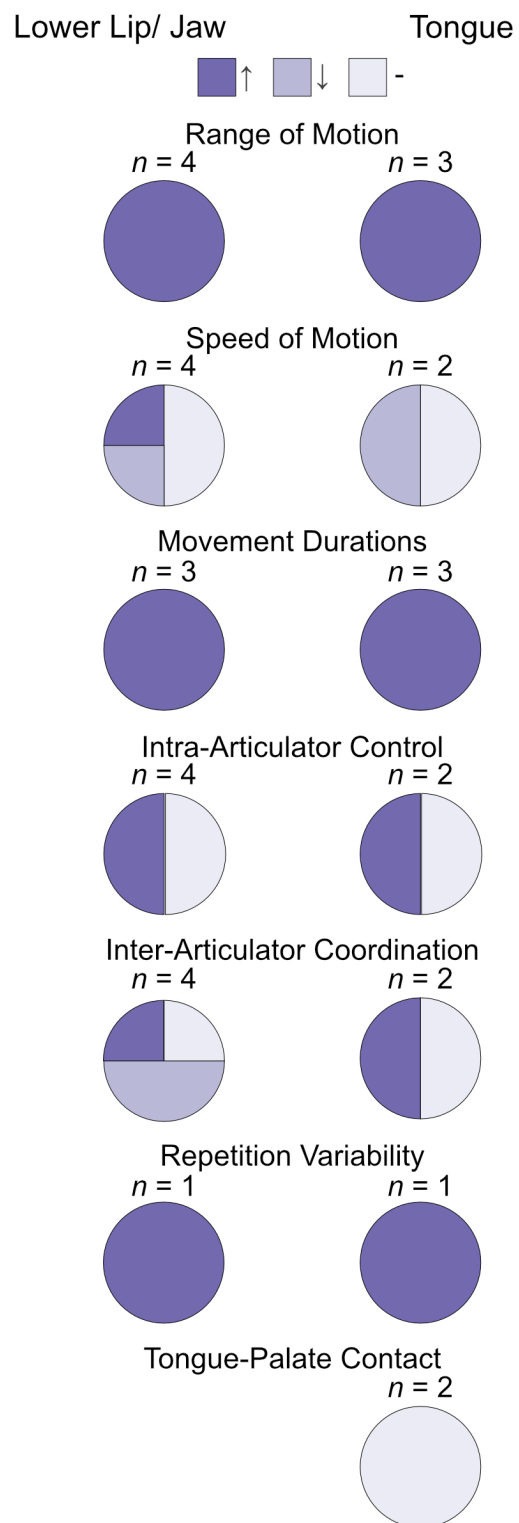 Lower Lip/ Jaw Tongue
↑ ↓ -
Range of Motion
n = 4 n = 3
Speed of Motion
n = 4 n = 2
Movement Durations
n = 3 n = 3
Intra-Articulator Control
n = 4 n = 2
Inter-Articulator Coordination
n = 4 n = 2
Repetition Variability
n = 1 n = 1
Tongue-Palate Contact
n = 2